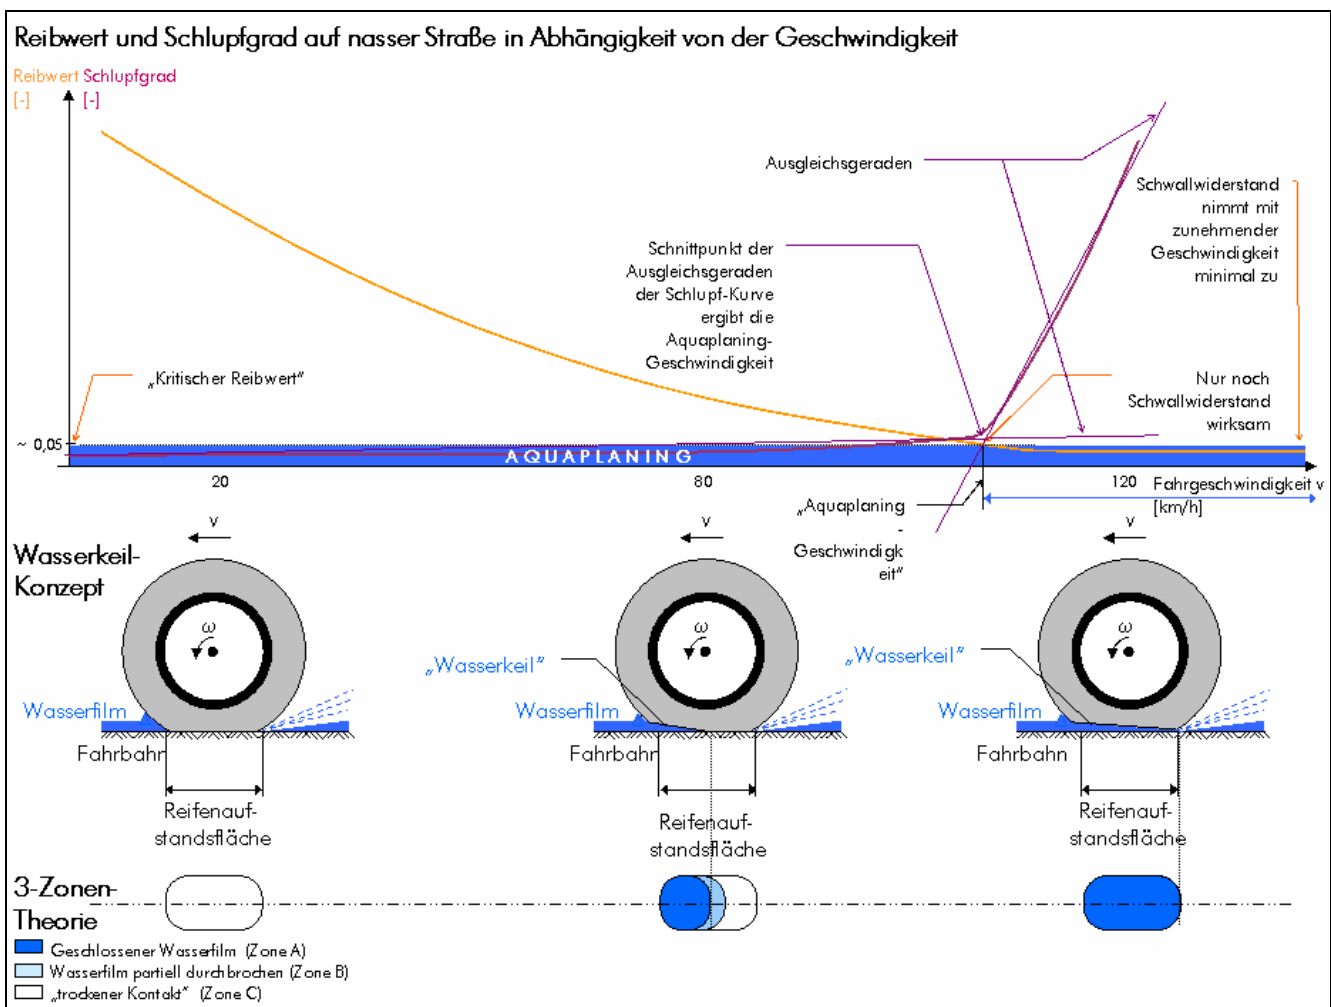 Reibwert und Schlupfgrad auf nasser Straße in Abhängigkeit von der Geschwindigkeit
Reibwert Schlupfgrad
[-] [-]
Ausgleichsgeraden
Schwallwiderstand
nimmt mit
zunehmender
Geschwindigkeit
minimal zu
Schnittpunkt der
Ausgleichsgeraden
der Schlupf-Kurve
ergibt die
Aquaplaning-
Geschwindigkeit
„Kritischer Reibwert"
Nur noch
Schwallwiderstand
wirksam
~ 0,05
AQUAPLANING
20
80
120
Fahrgeschwindigkeit v
[km/h]
„Aquaplaning
-
Geschwindigk
eit"
Wasserkeil-
Konzept
v
v
v
ω
ω
ω
„Wasserkeil"
„Wasserkeil"
Wasserfilm
Wasserfilm
Wasserfilm
Fahrbahn
Fahrbahn
Fahrbahn
Reifenauf-
standsfläche
Reifenauf-
standsfläche
Reifenauf-
standsfläche
3-Zonen-
Theorie
Geschlossener Wasserfilm (Zone A)
Wasserfilm partiell durchbrochen (Zone B)
„trockener Kontakt" (Zone C)